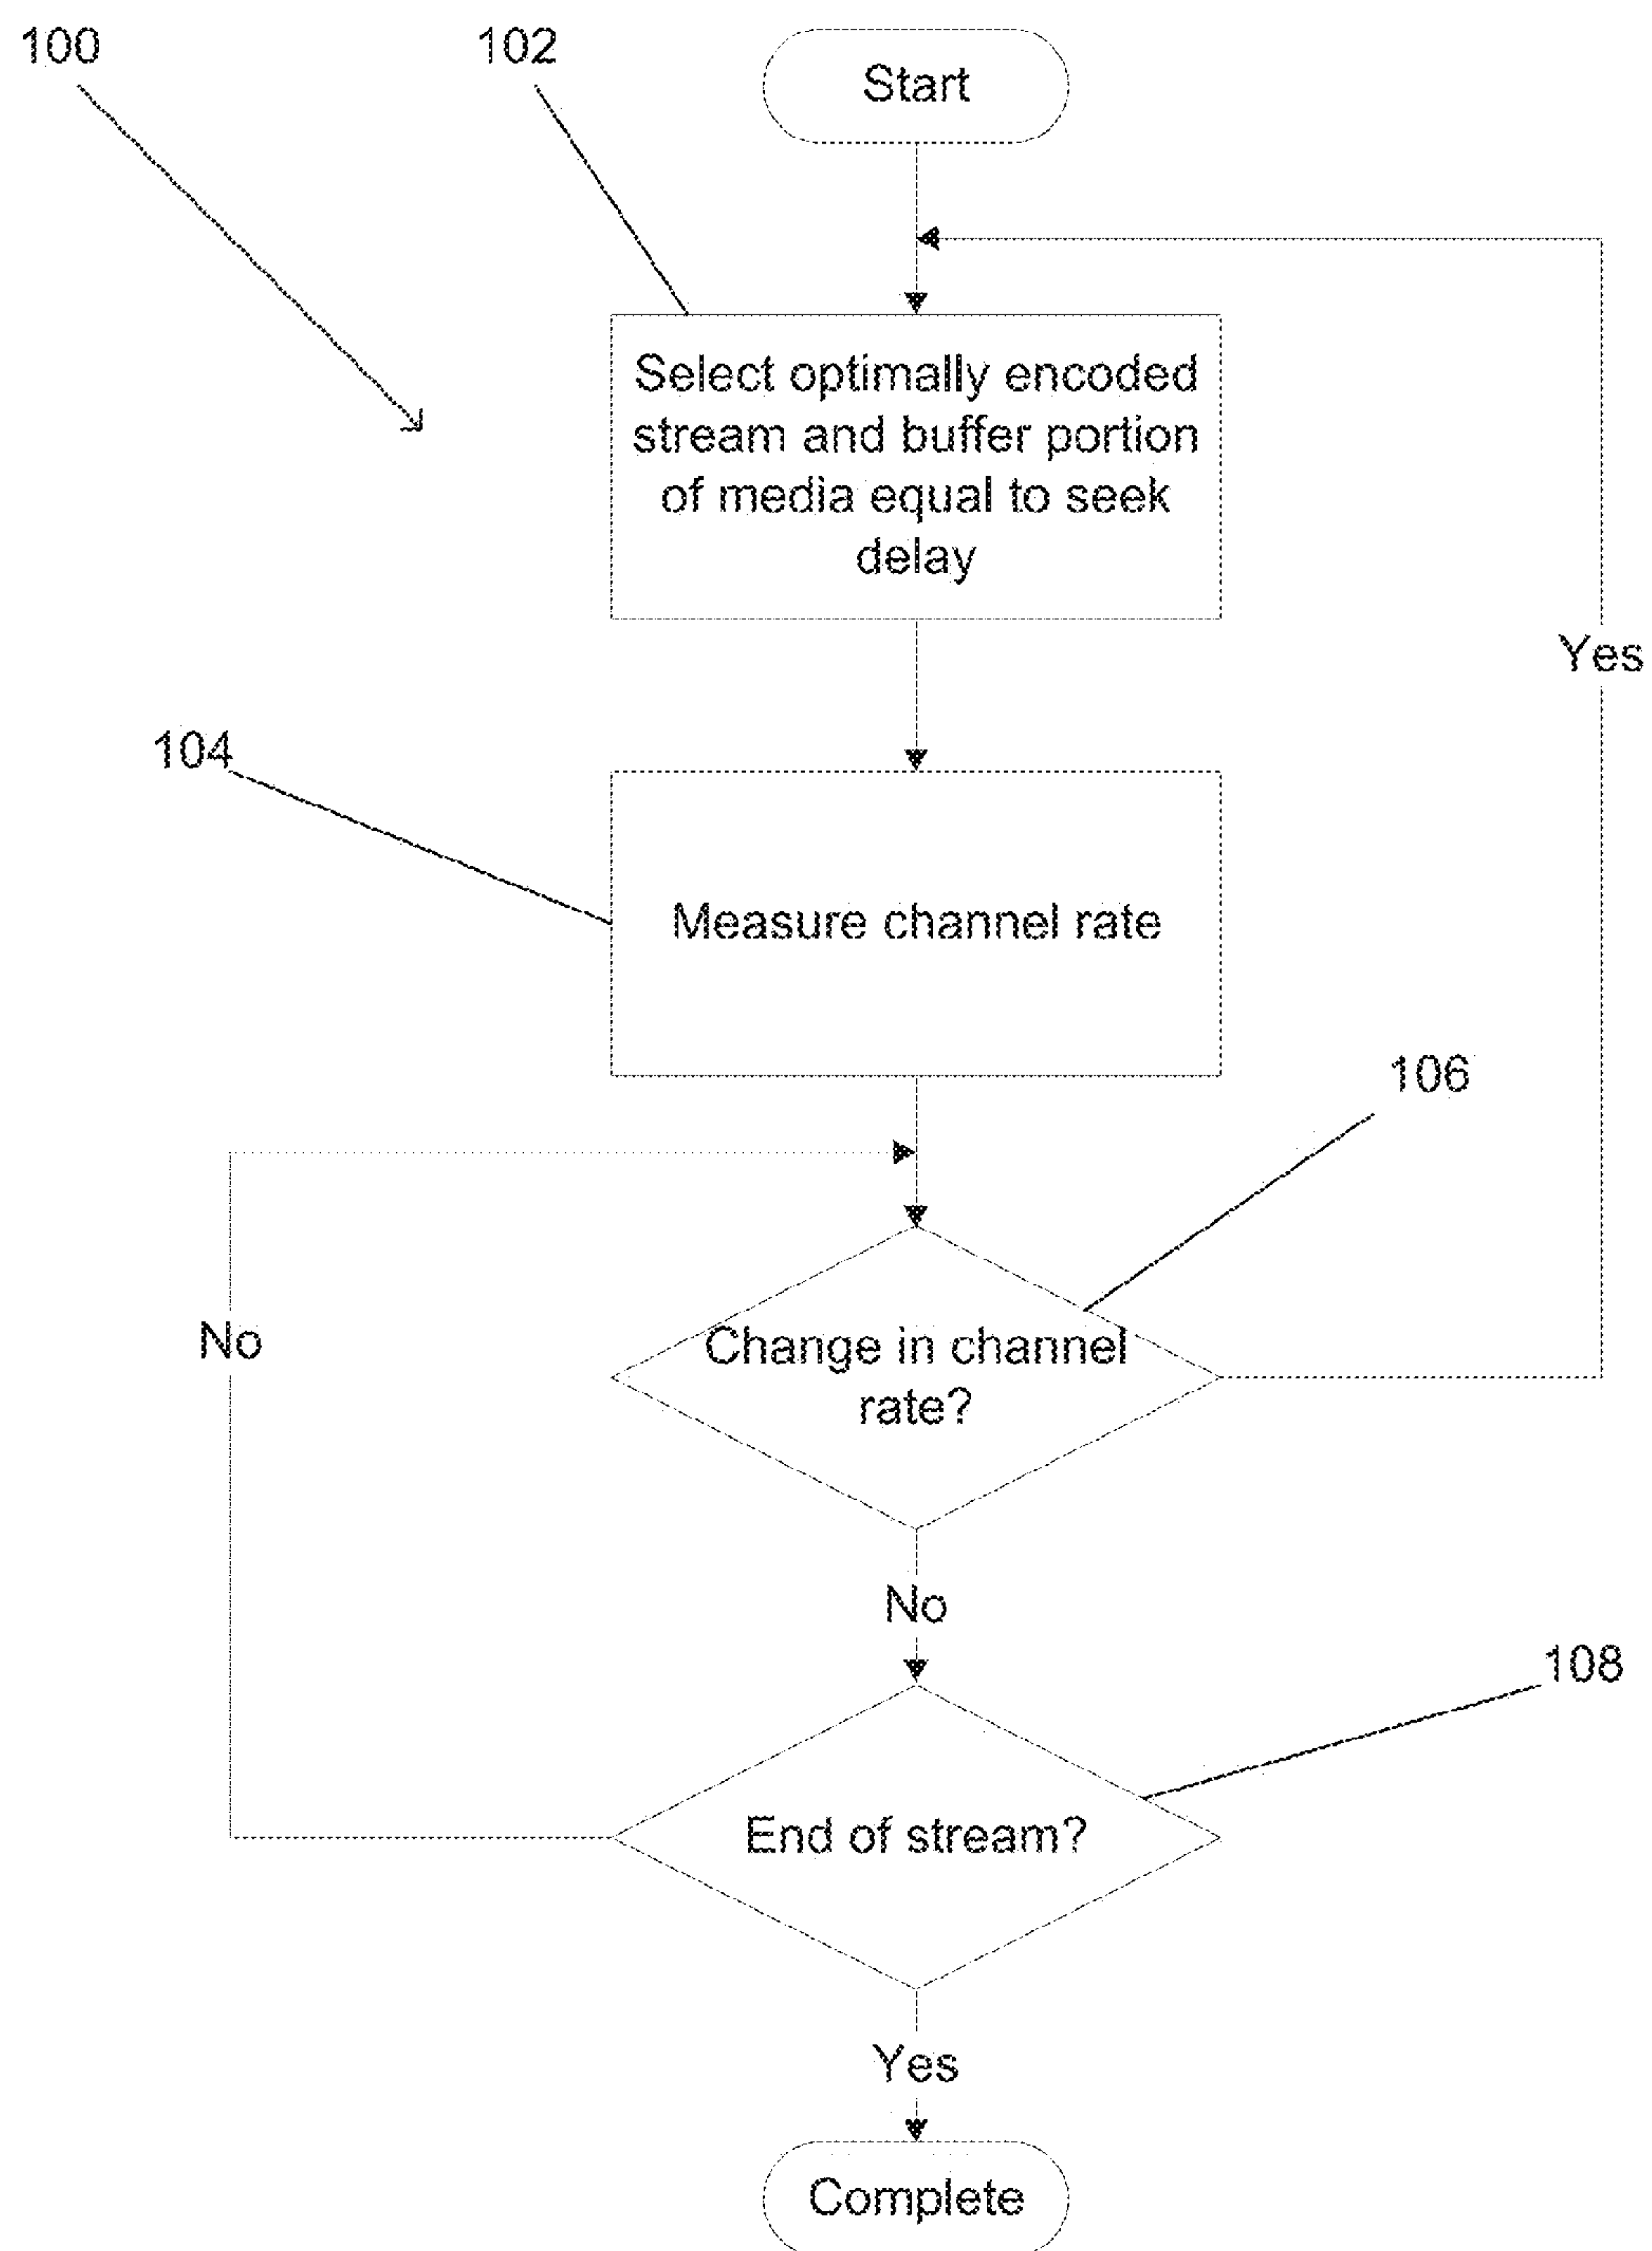 100
102
Start
Select optimally encoded
stream and buffer portion
of media equal to seek
delay
Yes
104
Measure channel rate
106
No
Change in channel
rate?
No
108
End of stream?
Yes
Complete